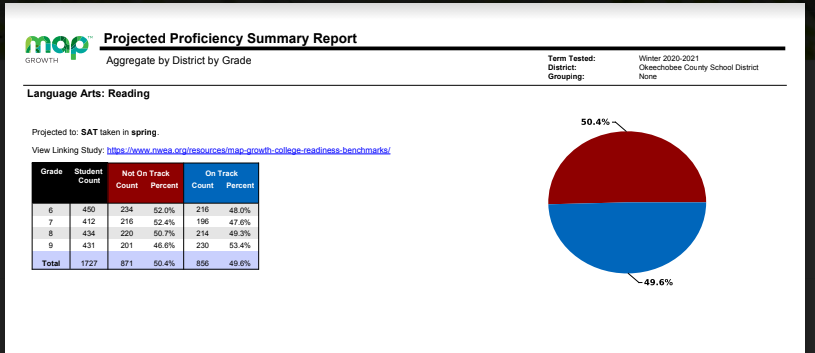 map™
GROWTH
Projected Proficiency Summary Report
Aggregate by District by Grade
Term Tested: Winter 2020-2021
District: Okeechobee County School District
Grouping: None
Language Arts: Reading
Projected to: SAT taken in spring.
View Linking Study: https://www.nwea.org/resources/map-growth-college-readiness-benchmarks/
Grade Student Count Not On Track On Track
Count Percent Count Percent
6 450 234 52.0% 216 48.0%
7 412 216 52.4% 196 47.6%
8 434 220 50.7% 214 49.3%
9 431 201 46.6% 230 53.4%
Total 1727 871 50.4% 856 49.6%
50.4%
49.6%